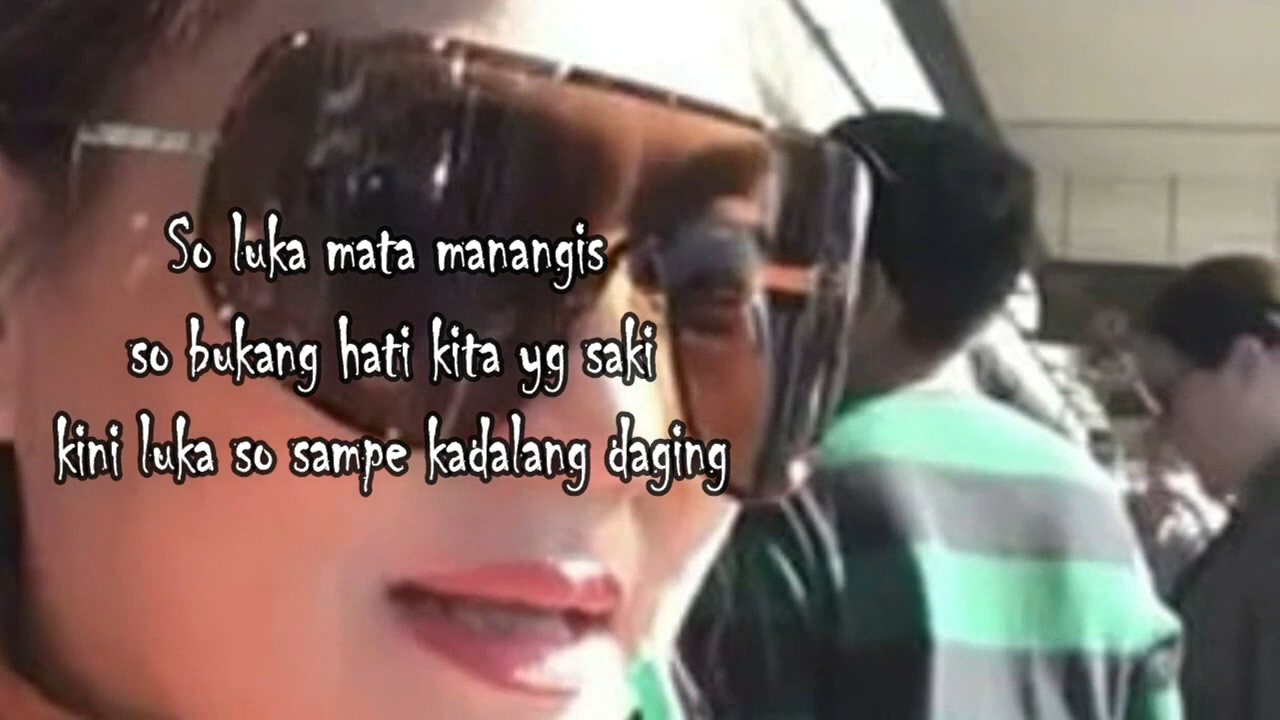 So luka mata manangis
so bukang hati kita yg saki
kini luka so sampe kadalang daging